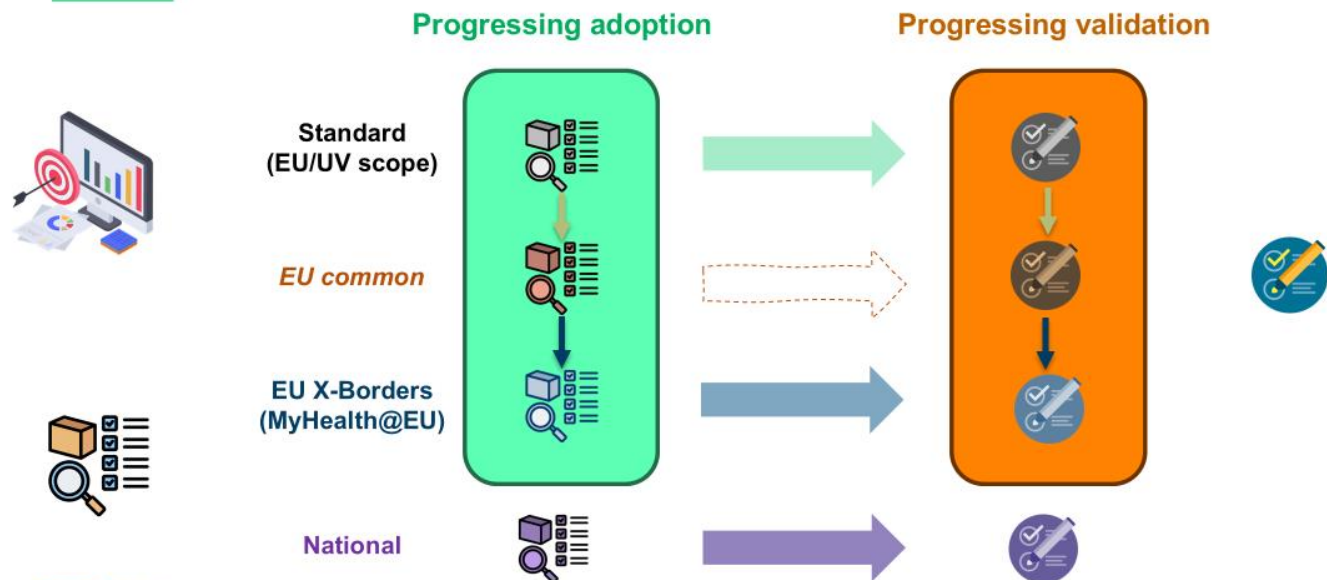 Progressing adoption
Progressing validation
Standard
(EU/UV scope)
EU common
EU X-Borders
(MyHealth@EU)
National